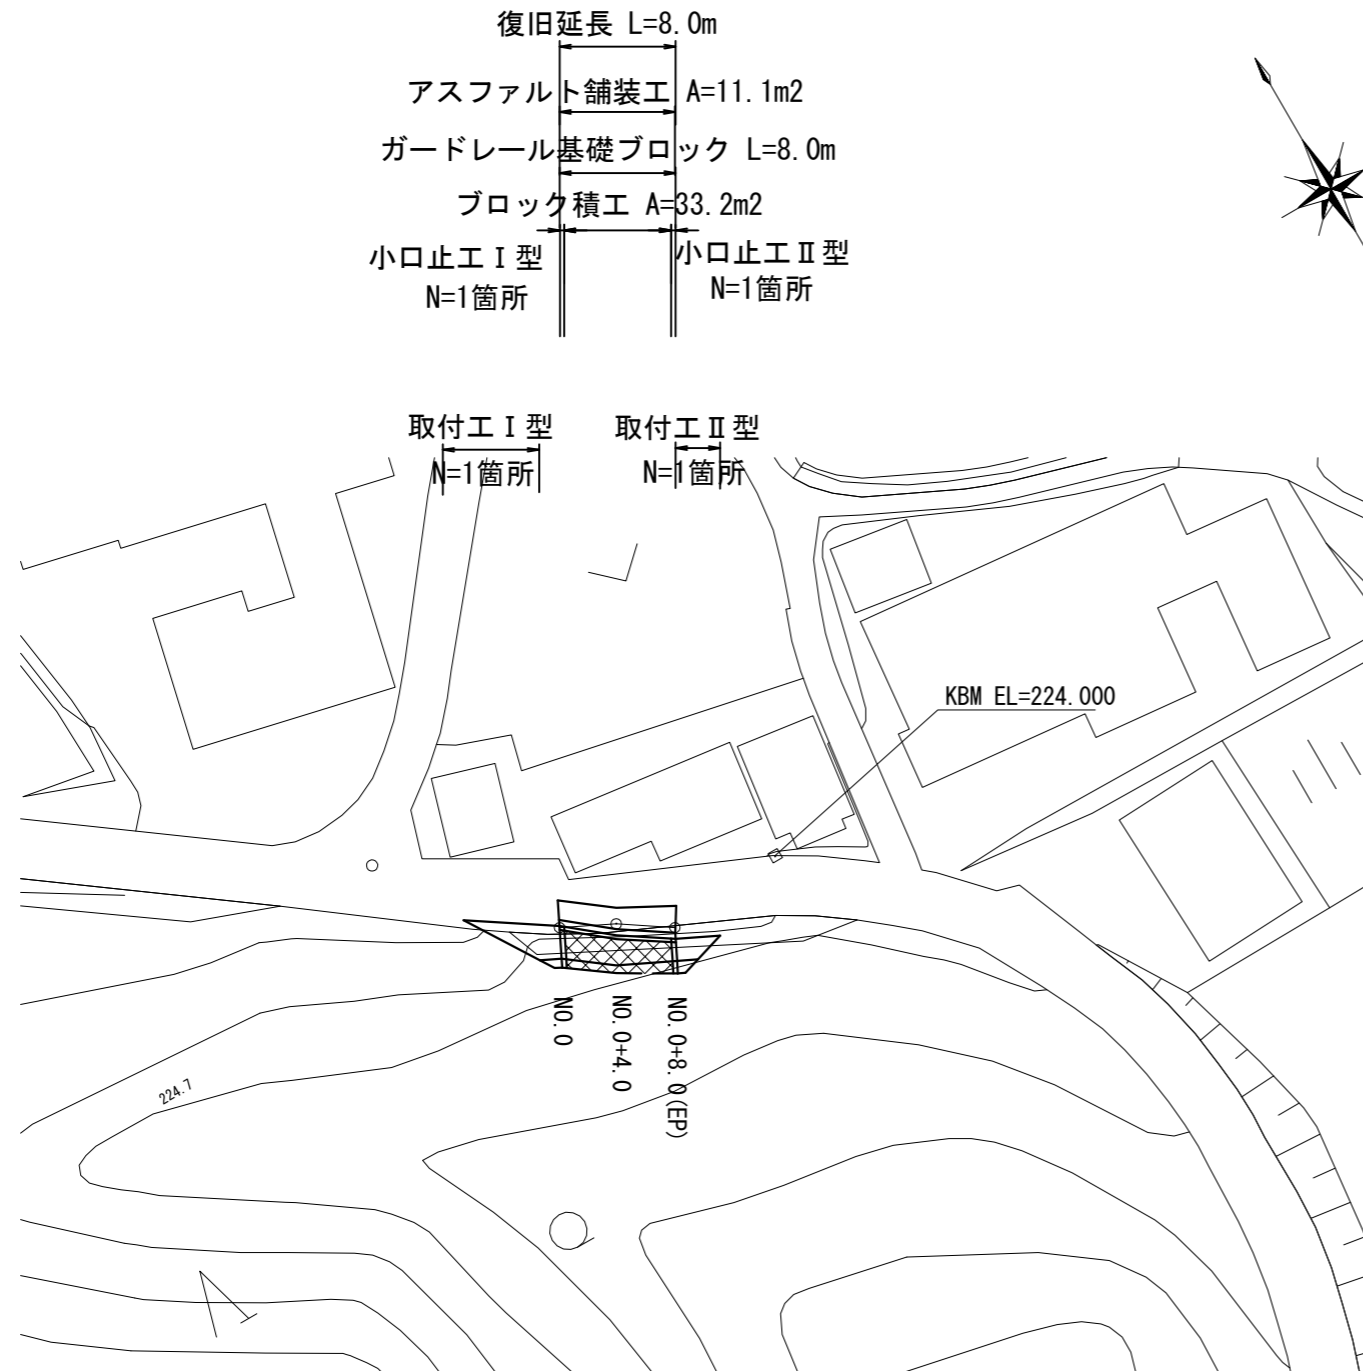 復旧延長 L=8.0m
アスファルト舗装工 A=11.1m2
ガードレール基礎ブロック L=8.0m
ブロック積工 A=33.2m2
小口止工Ⅰ型
N=1箇所
小口止工Ⅱ型
N=1箇所
取付工Ⅰ型
N=1箇所
取付工Ⅱ型
N=1箇所
KBM EL=224.000
NO.0
NO.0+4.0
NO.0+8.0(EP)
224.7